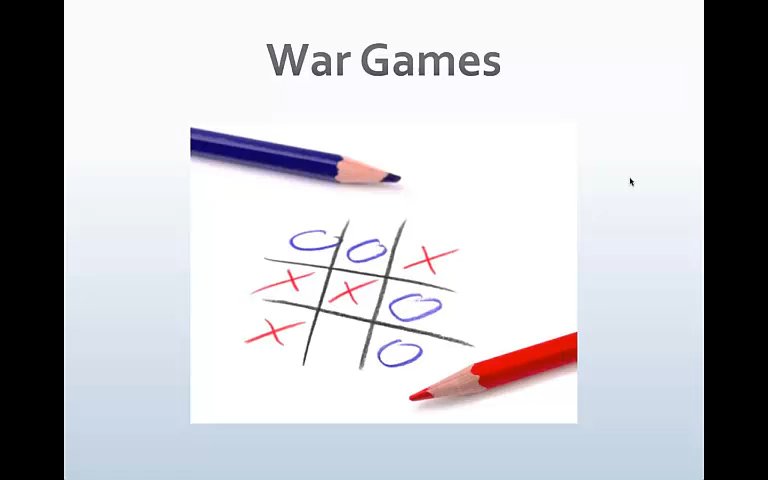 War Games
O O X
X X O
X O